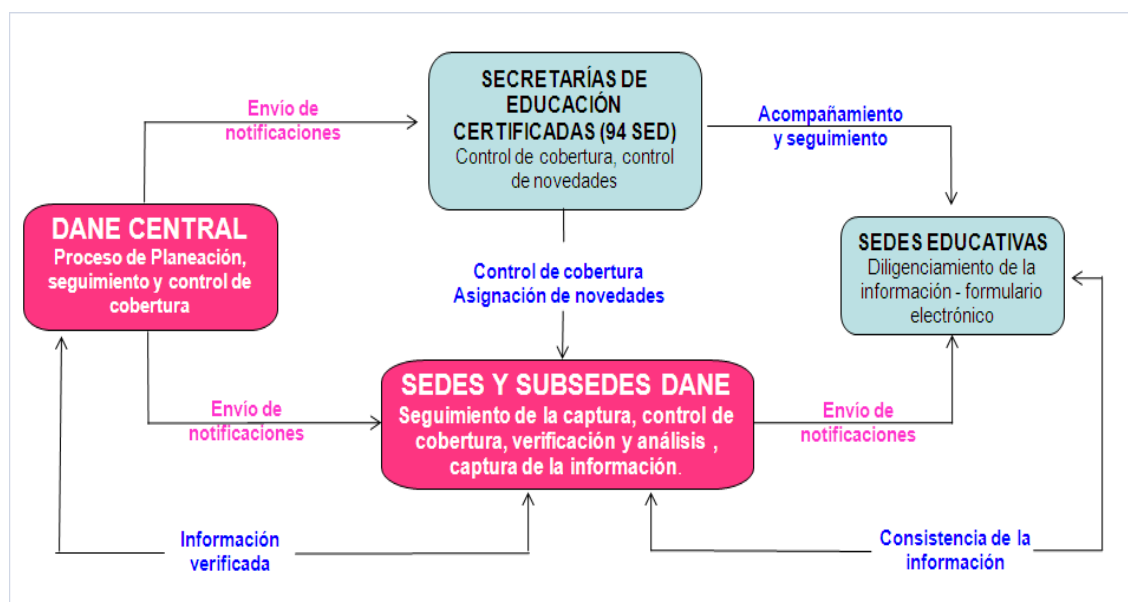 SECRETARÍAS DE
EDUCACIÓN
CERTIFICADAS (94 SED)
Control de cobertura, control
de novedades
Envío de
notificaciones
Acompañamiento
y seguimiento
DANE CENTRAL
Proceso de Planeación,
seguimiento y control de
cobertura
SEDES EDUCATIVAS
Diligenciamiento de la
información - formulario
electrónico
Control de cobertura
Asignación de novedades
SEDES Y SUBSEDES DANE
Seguimiento de la captura, control de
cobertura, verificación y análisis ,
captura de la información.
Envío de
notificaciones
Envío de
notificaciones
Información
verificada
Consistencia de la
información